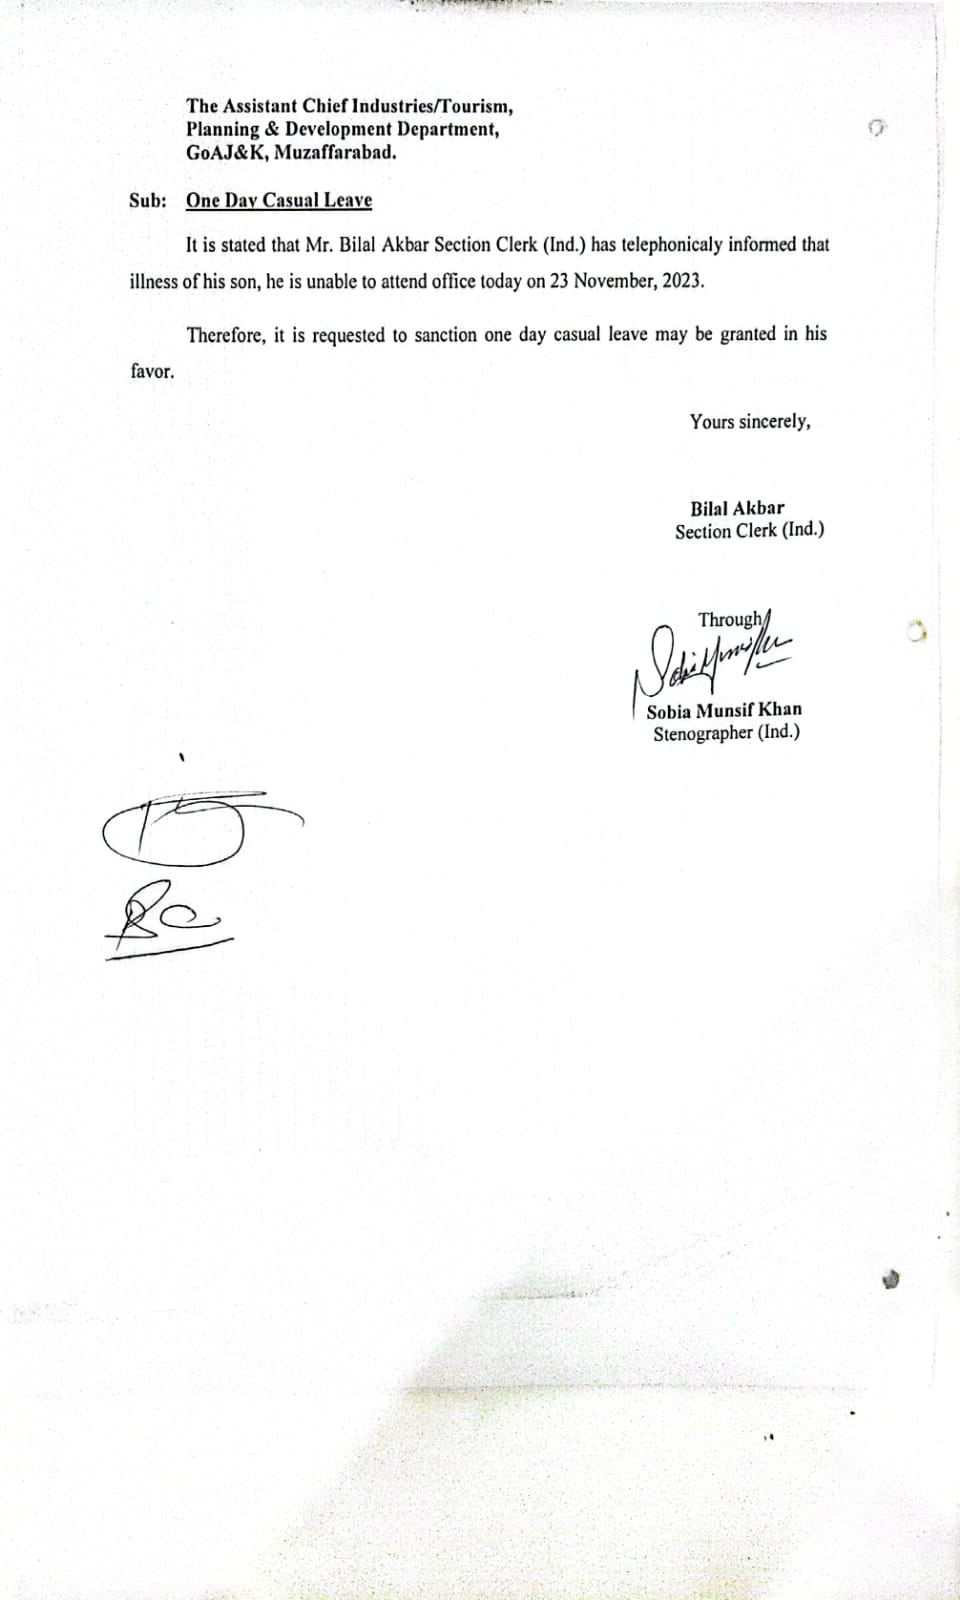 The Assistant Chief Industries/Tourism,
Planning & Development Department,
GoAJ&K, Muzaffarabad.
Sub: One Day Casual Leave
It is stated that Mr. Bilal Akbar Section Clerk (Ind.) has telephonicaly informed that
illness of his son, he is unable to attend office today on 23 November, 2023.
Therefore, it is requested to sanction one day casual leave may be granted in his
favor.
Yours sincerely,
Bilal Akbar
Section Clerk (Ind.)
Through
Sobia Munsif Khan
Stenographer (Ind.)